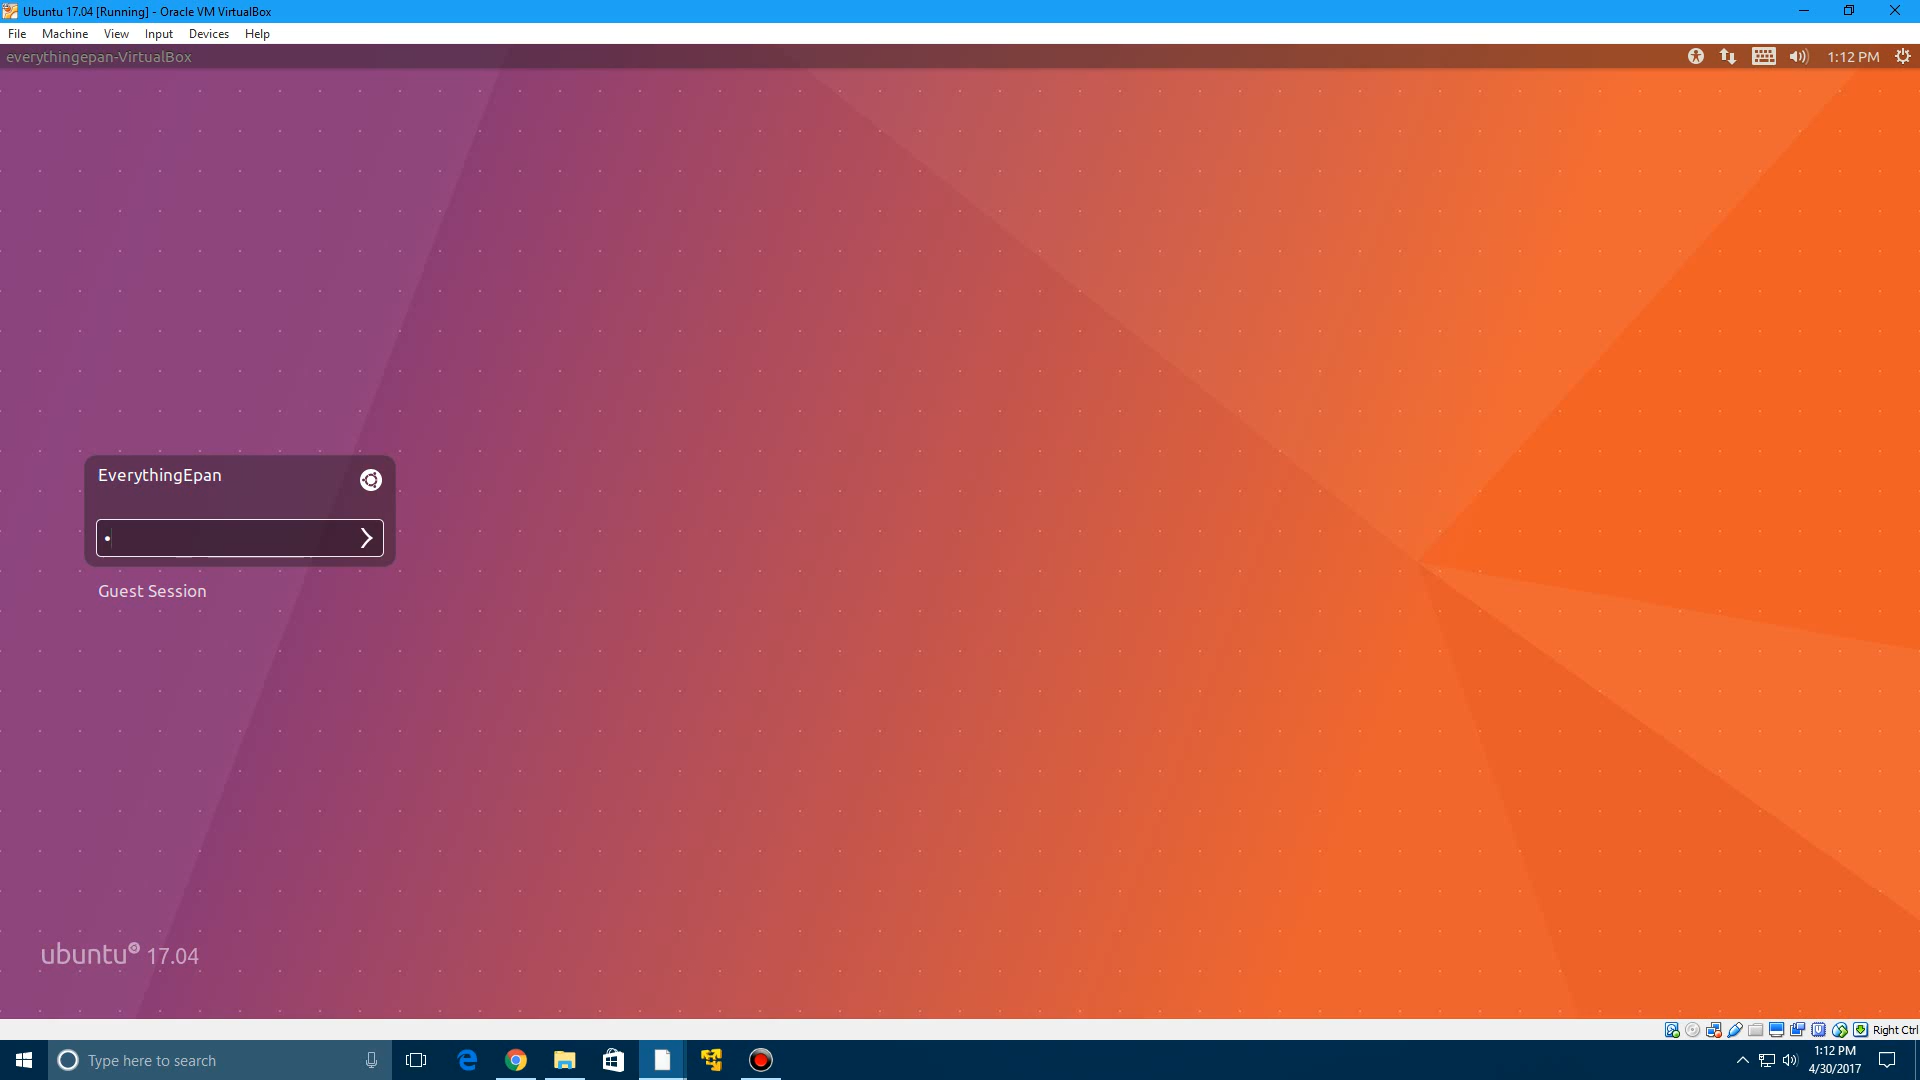 Ubuntu 17.04 [Running] - Oracle VM VirtualBox
File Machine View Input Devices Help
everythingepan-VirtualBox
1:12 PM
EverythingEpan
Guest Session
ubuntu 17.04
Right Ctrl
Type here to search
1:12 PM
4/30/2017